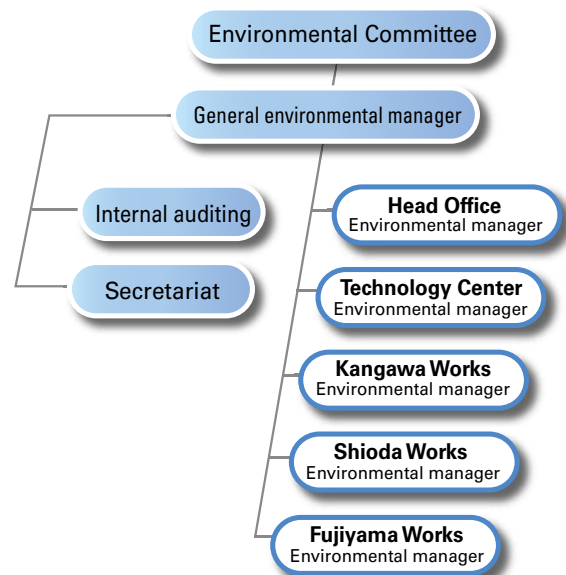 Environmental Committee
General environmental manager
Internal auditing
Secretariat
Head Office
Environmental manager
Technology Center
Environmental manager
Kangawa Works
Environmental manager
Shioda Works
Environmental manager
Fujiyama Works
Environmental manager